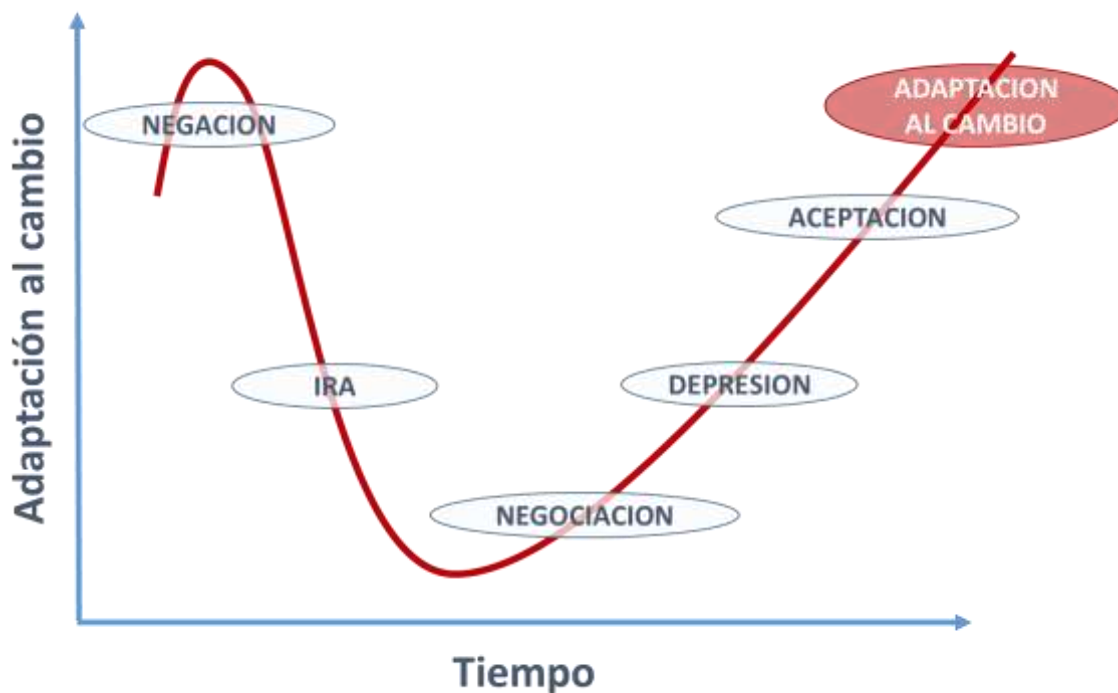 NEGACION
ADAPTACION
AL CAMBIO
ACEPTACION
IRA
DEPRESION
NEGOCIACION
Adaptación al cambio
Tiempo